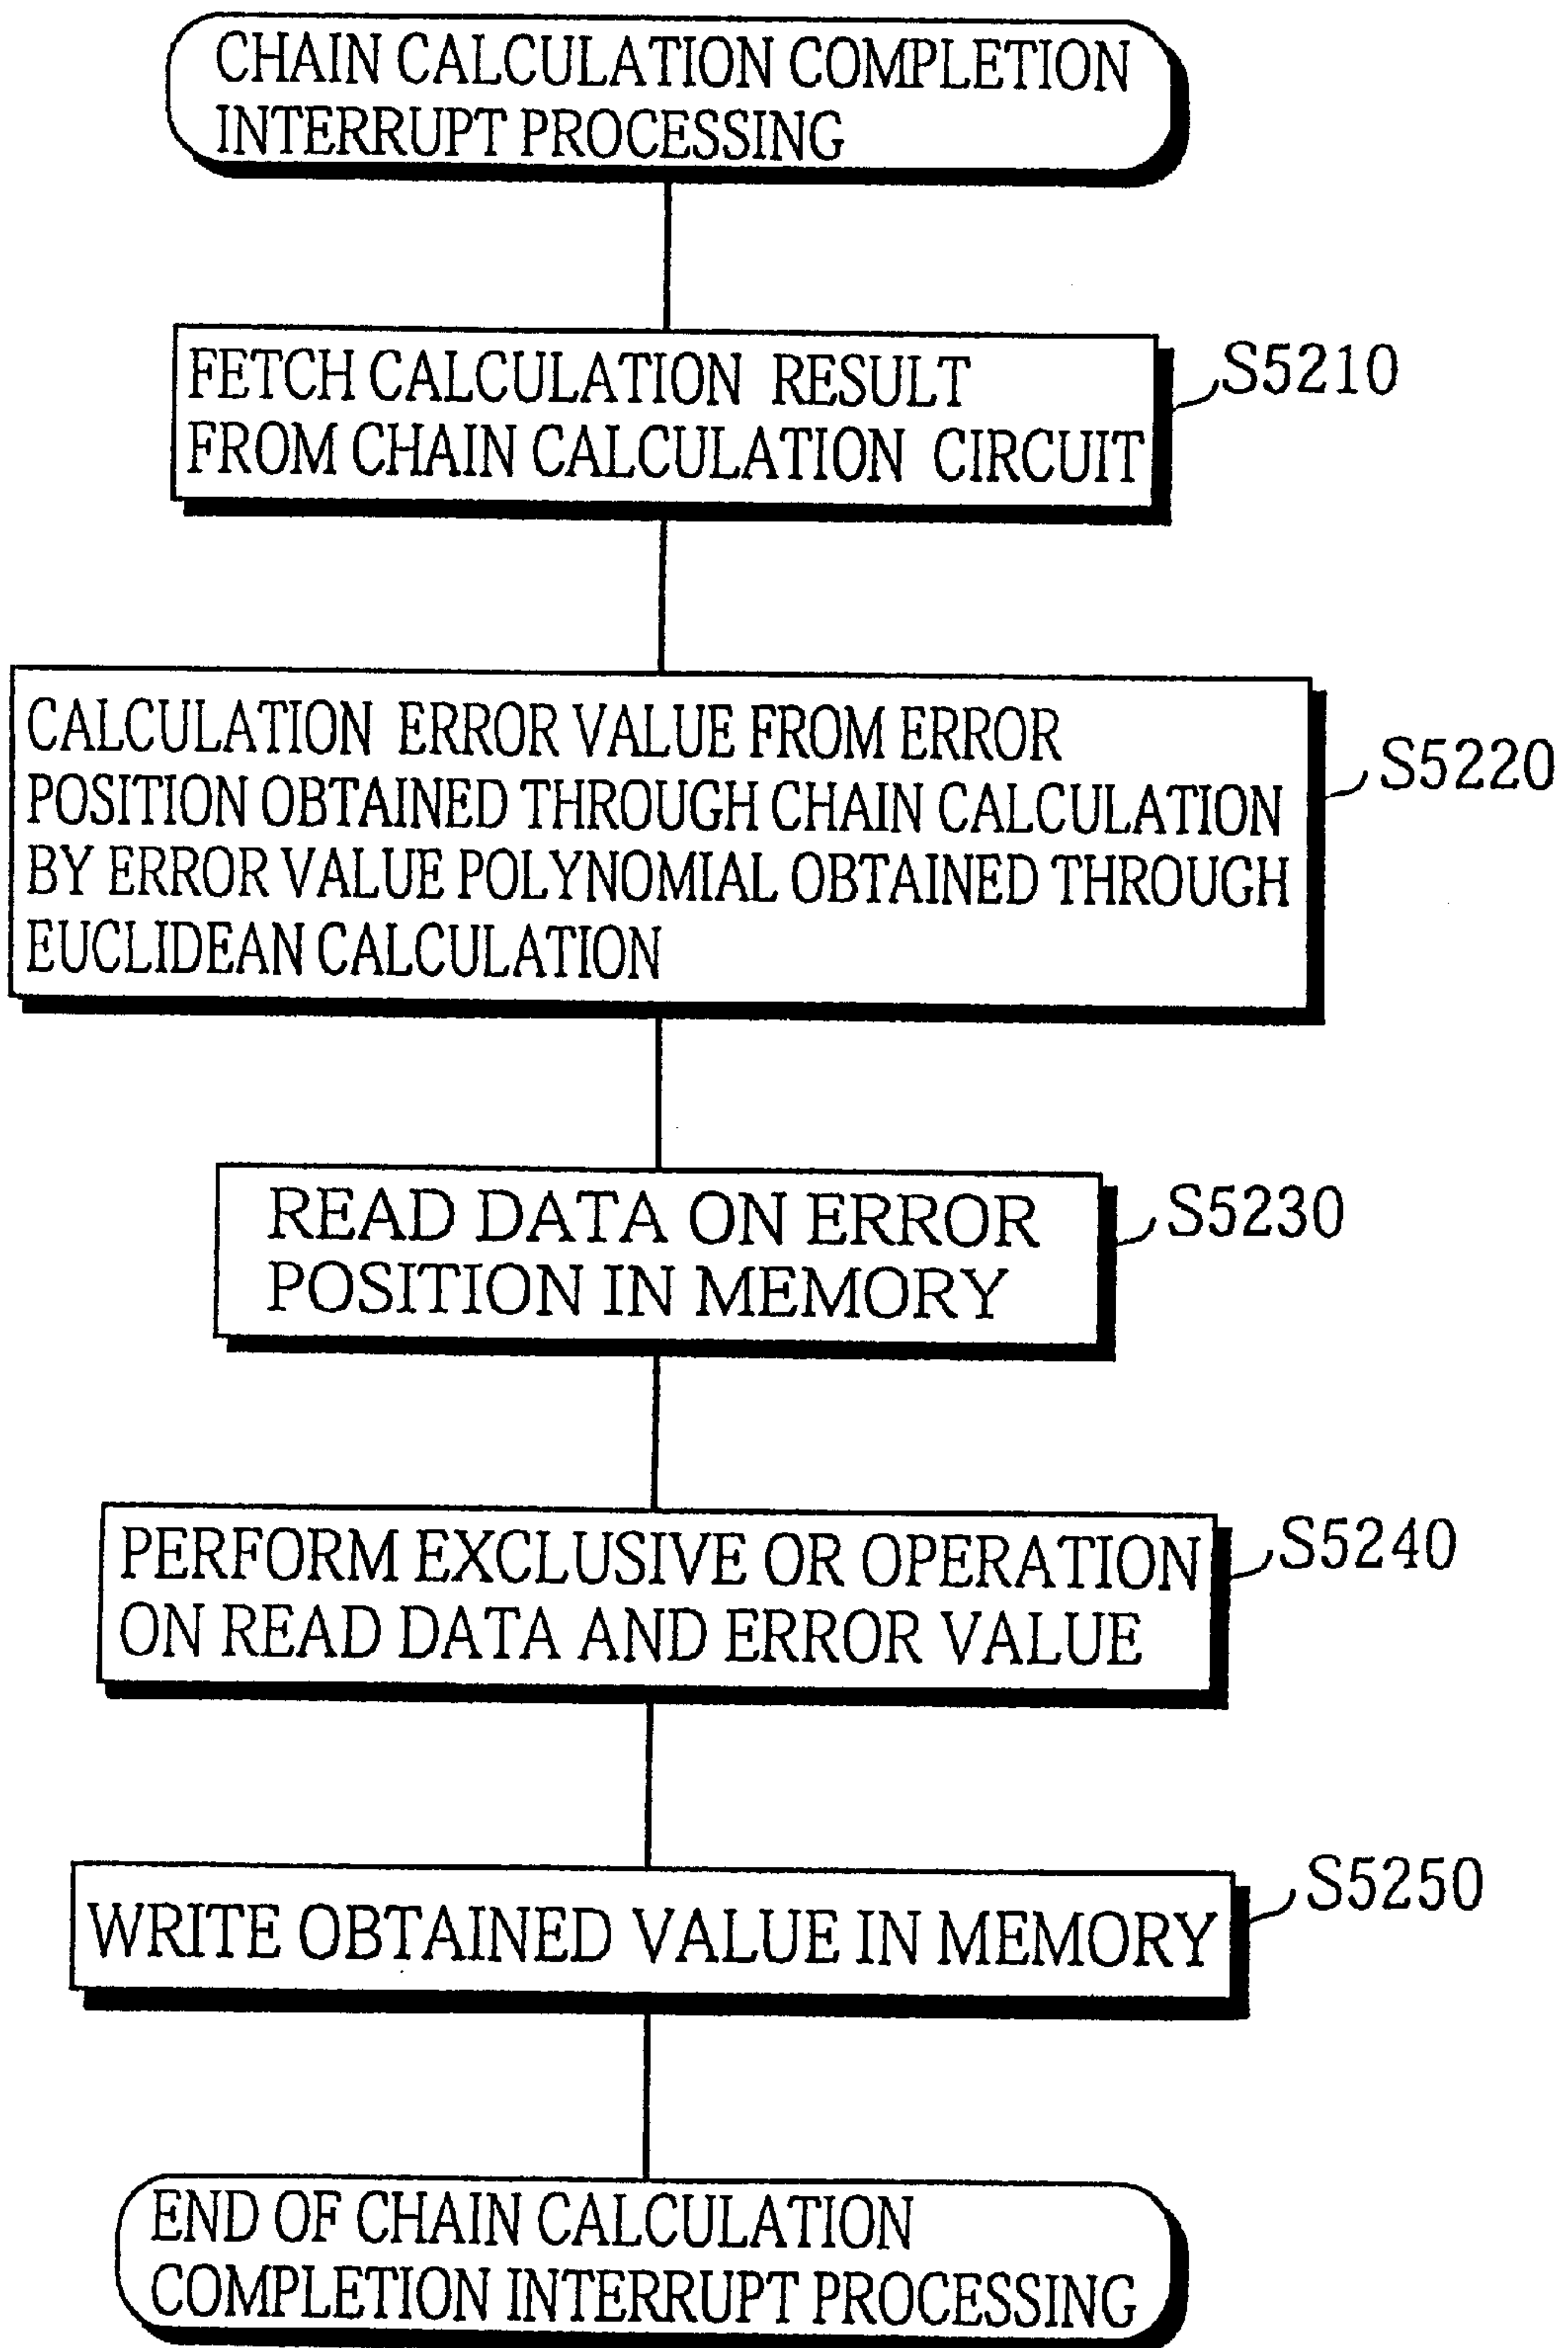 CHAIN CALCULATION COMPLETION
INTERRUPT PROCESSING
FETCH CALCULATION RESULT
FROM CHAIN CALCULATION CIRCUIT
S5210
CALCULATION ERROR VALUE FROM ERROR
POSITION OBTAINED THROUGH CHAIN CALCULATION
BY ERROR VALUE POLYNOMIAL OBTAINED THROUGH
EUCLIDEAN CALCULATION
S5220
READ DATA ON ERROR
POSITION IN MEMORY
S5230
PERFORM EXCLUSIVE OR OPERATION
ON READ DATA AND ERROR VALUE
S5240
WRITE OBTAINED VALUE IN MEMORY
S5250
END OF CHAIN CALCULATION
COMPLETION INTERRUPT PROCESSING